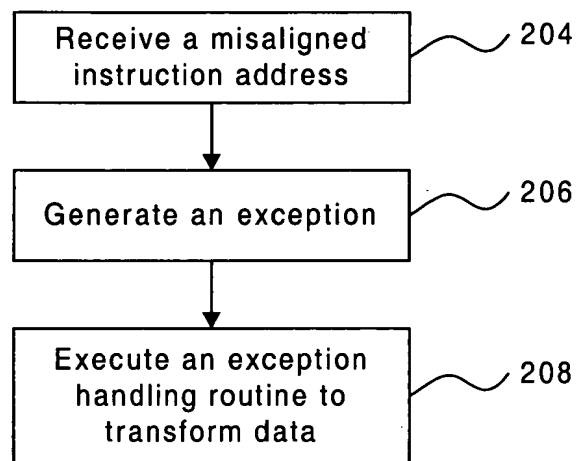 Receive a misaligned
instruction address
204
Generate an exception
206
Execute an exception
handling routine to
transform data
208